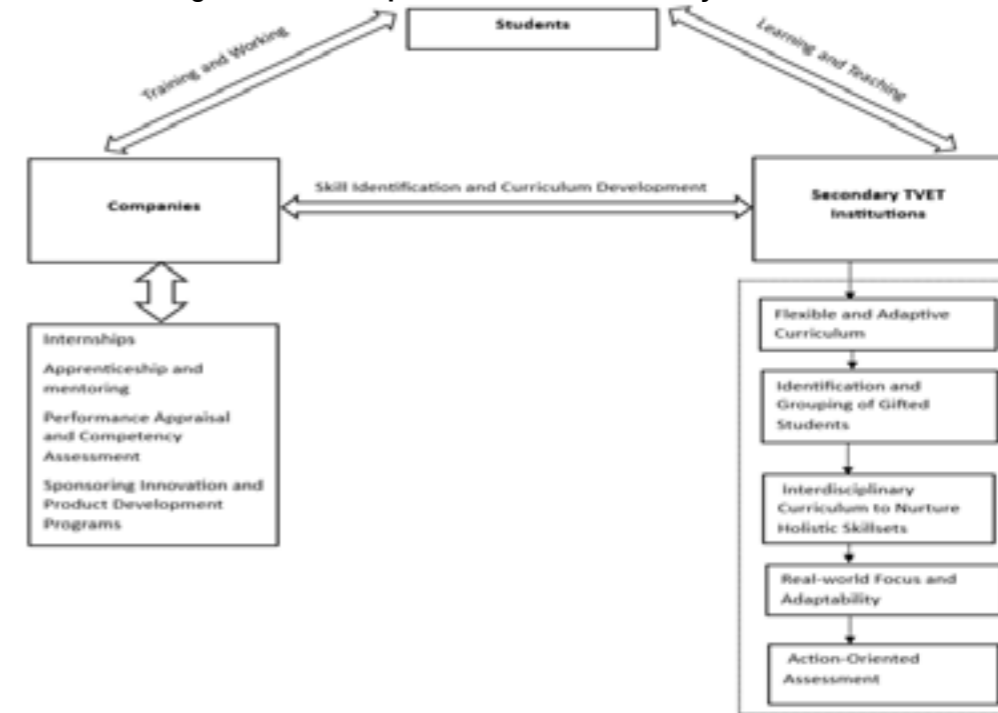 Students
Training and Working
Learning and Teaching
Companies
Skill Identification and Curriculum Development
Secondary TVET
Institutions
Internships
Apprenticeship and
mentoring
Performance Appraisal
and Competency
Assessment
Sponsoring Innovation and
Product Development
Programs
Flexible and Adaptive
Curriculum
Identification and
Grouping of Gifted
Students
Interdisciplinary
Curriculum to Nurture
Holistic Skillsets
Real-world Focus and
Adaptability
Action-Oriented
Assessment